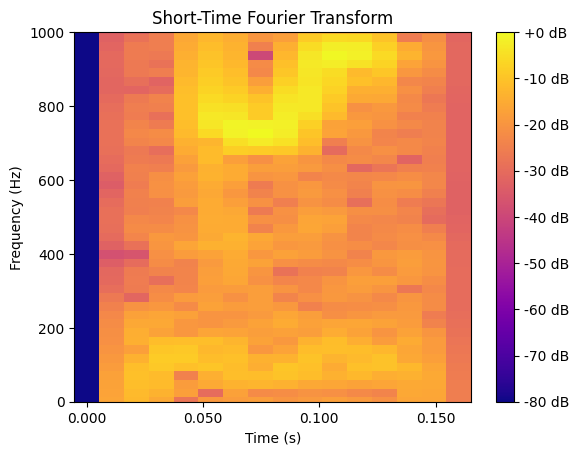 Short-Time Fourier Transform
1000
800
600
400
200
0
Frequency (Hz)
0.000
0.050
0.100
0.150
Time (s)
+0 dB
-10 dB
-20 dB
-30 dB
-40 dB
-50 dB
-60 dB
-70 dB
-80 dB